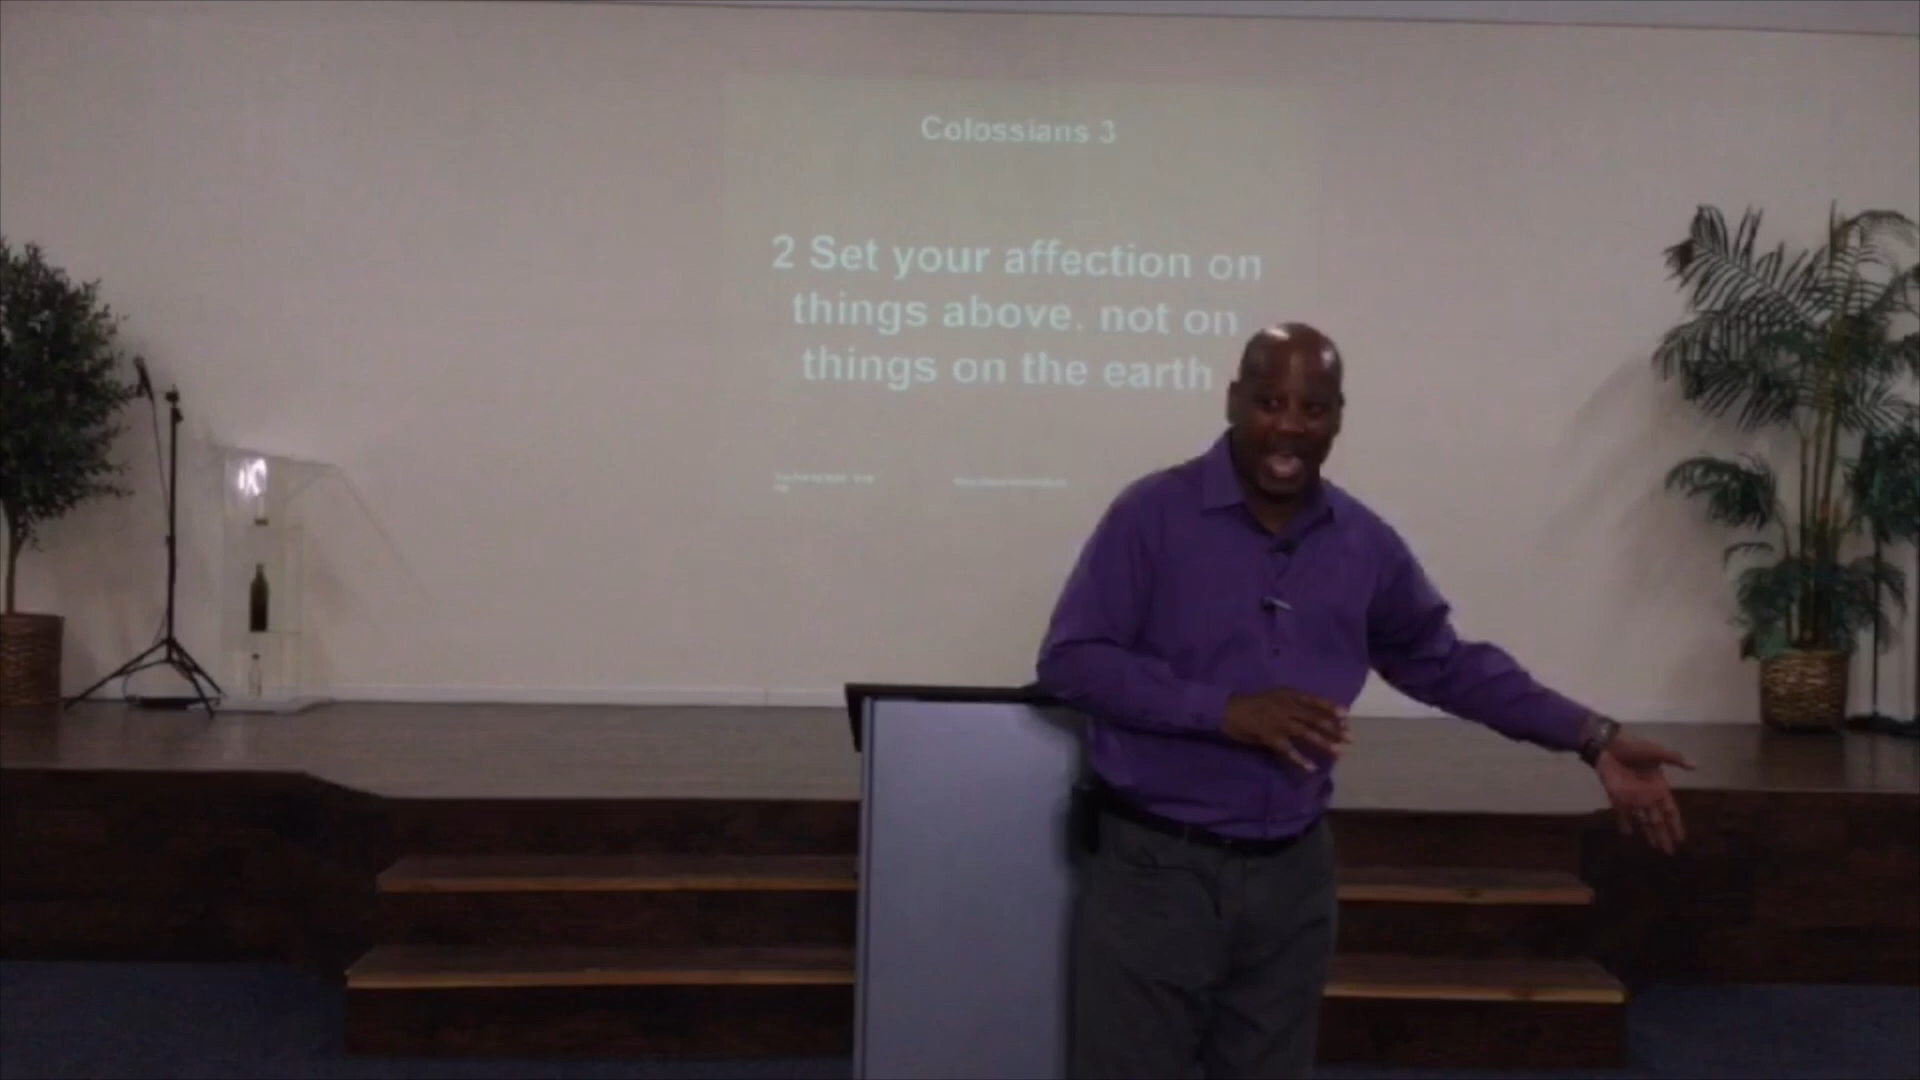 Colossians 3
2 Set your affection on
things above. not on
things on the earth